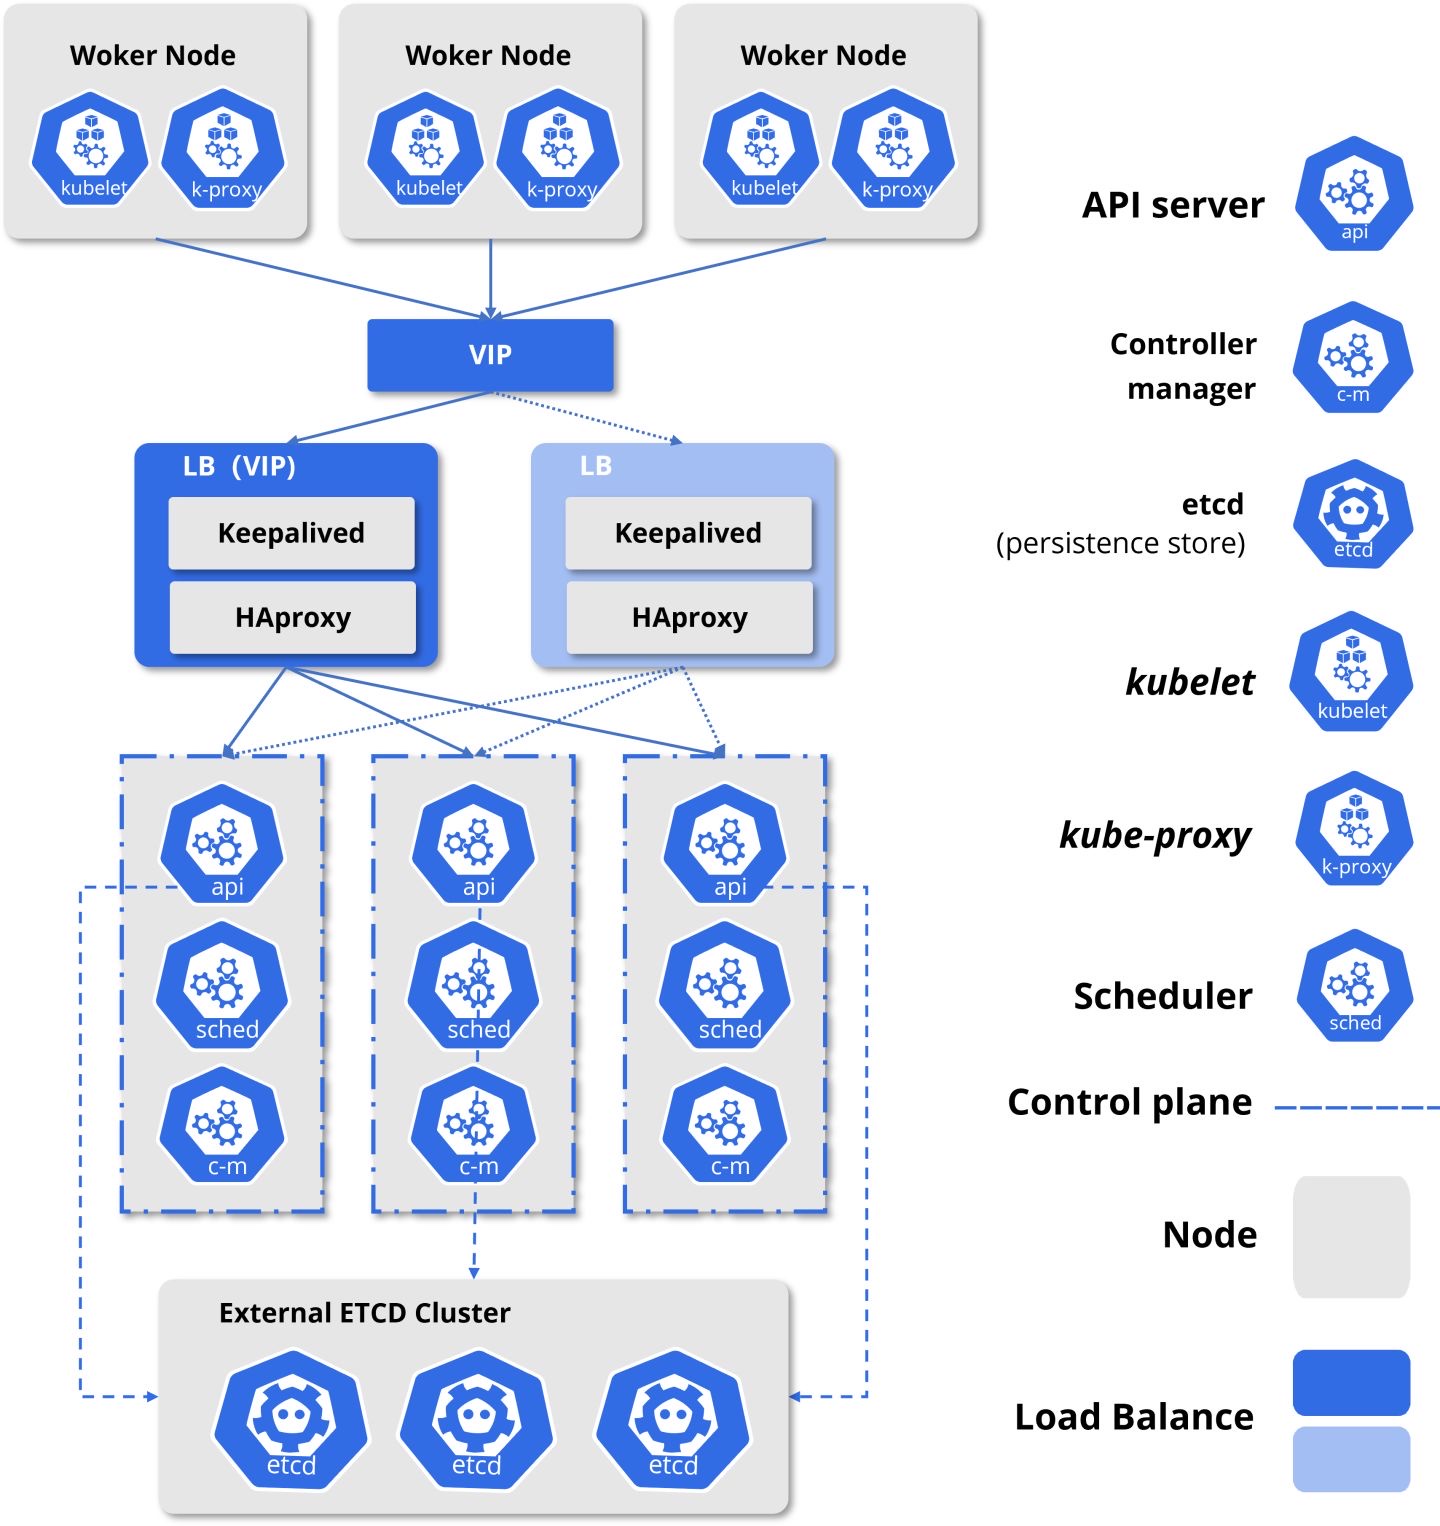 Woker Node
kubelet
k-proxy
Woker Node
kubelet
k-proxy
Woker Node
kubelet
k-proxy
VIP
LB (VIP)
Keepalived
HAproxy
LB
Keepalived
HAproxy
api
sched
c-m
api
sched
c-m
api
sched
c-m
External ETCD Cluster
etcd
etcd
etcd
API server
api
Controller
manager
c-m
etcd
(persistence store)
etcd
kubelet
kubelet
kube-proxy
k-proxy
Scheduler
sched
Control plane
Node
Load Balance